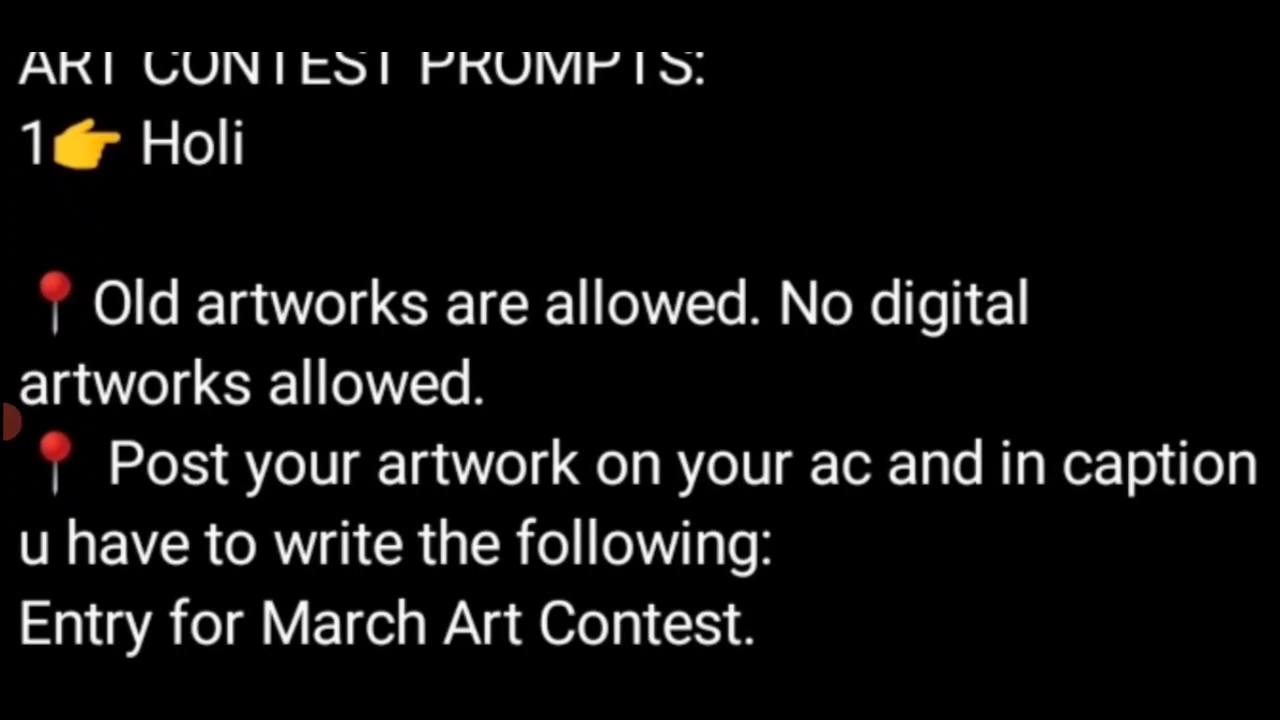 ART CONTEST PROMPTS:
1👉 Holi
📍Old artworks are allowed. No digital
artworks allowed.
📍 Post your artwork on your ac and in caption
u have to write the following:
Entry for March Art Contest.